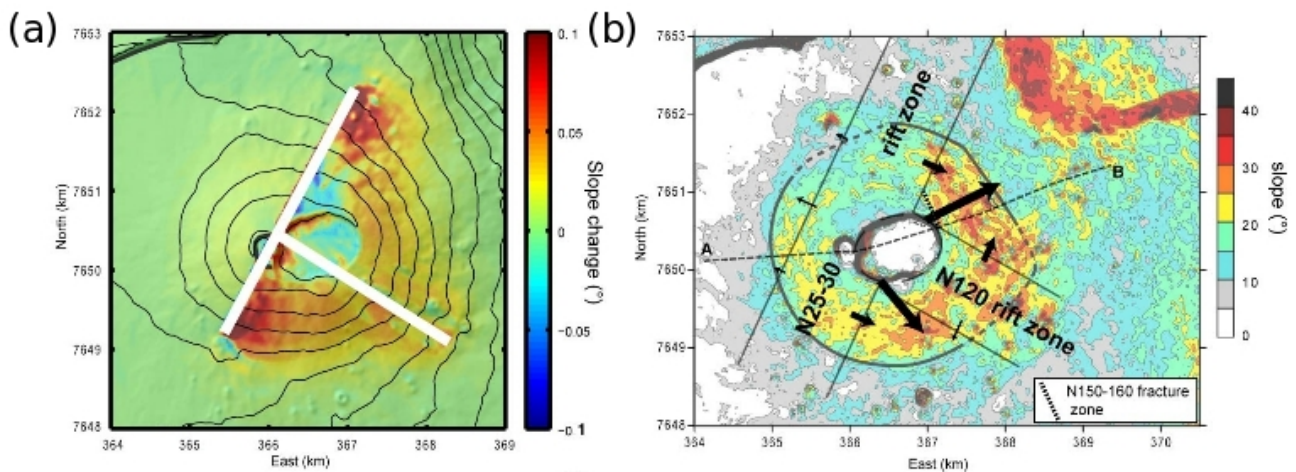 (a)
7653
7652
7651
7650
7649
7648
North (km)
364
365
366
367
368
369
East (km)
0.1
0.05
0
-0.05
-0.1
Slope change (°)
(b)
7653
7652
7651
7650
7649
7648
North (km)
rift zone
B
A
N25-30
N120 rift zone
N150-160 fracture
zone
364
365
366
367
368
369
370
East (km)
40
30
20
10
0
slope (°)